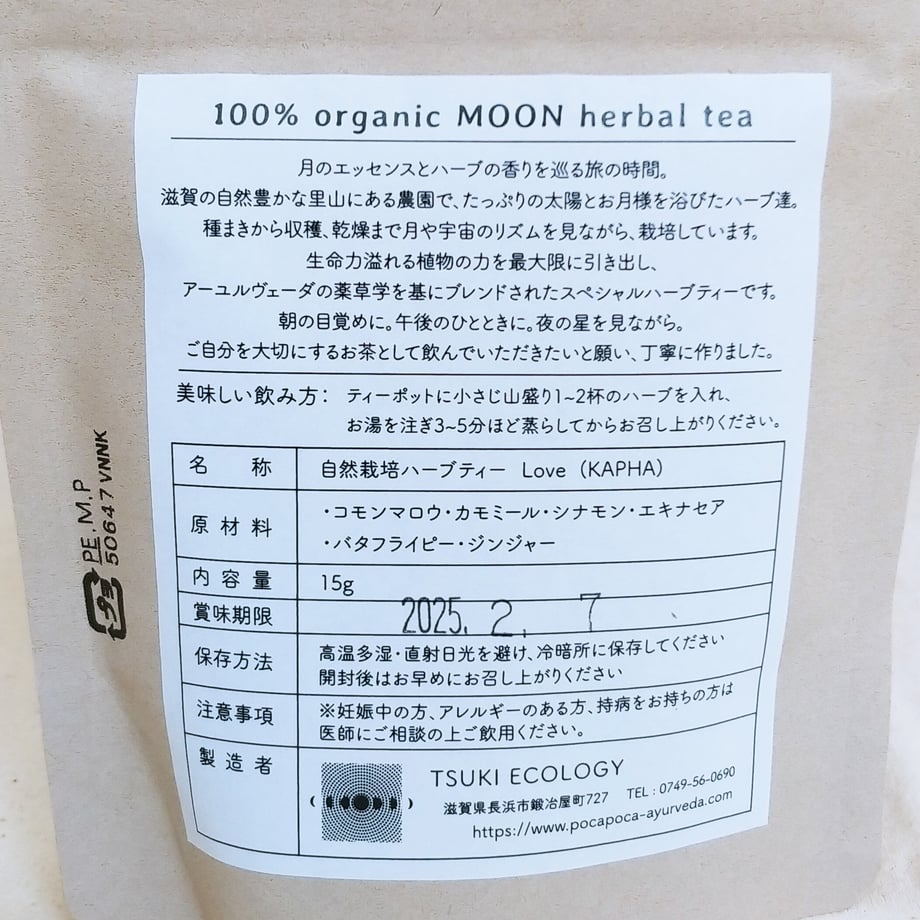 100% organic MOON herbal tea
月のエッセンスとハーブの香りを巡る旅の時間。
滋賀の自然豊かな里山にある農園で、たっぷりの太陽とお月様を浴びたハーブ達。
種まきから収穫、乾燥まで月や宇宙のリズムを見ながら、栽培しています。
生命力溢れる植物の力を最大限に引き出し、
アーユルヴェーダの薬草学を基にブレンドされたスペシャルハーブティーです。
朝の目覚めに。午後のひとときに。夜の星を見ながら。
ご自分を大切にするお茶として飲んでいただきたいと願い、丁寧に作りました。
美味しい飲み方： ティーポットに小さじ山盛り1~2杯のハーブを入れ、
お湯を注ぎ3~5分ほど蒸らしてからお召し上がりください。
名称 自然栽培ハーブティー Love（KAPHA）
原材料 ・コモンマロウ・カモミール・シナモン・エキナセア
・バタフライピー・ジンジャー
内容量 15g
賞味期限 2025. 2. 7
保存方法 高温多湿・直射日光を避け、冷暗所に保存してください
開封後はお早めにお召し上がりください
注意事項 ※妊娠中の方、アレルギーのある方、持病をお持ちの方は
医師にご相談の上ご飲用ください。
製造者 TSUKI ECOLOGY
滋賀県長浜市鍛冶屋町727 TEL : 0749-56-0690
https://www.pocapoca-ayurveda.com
プラ PE, M, P
50647 VNNK